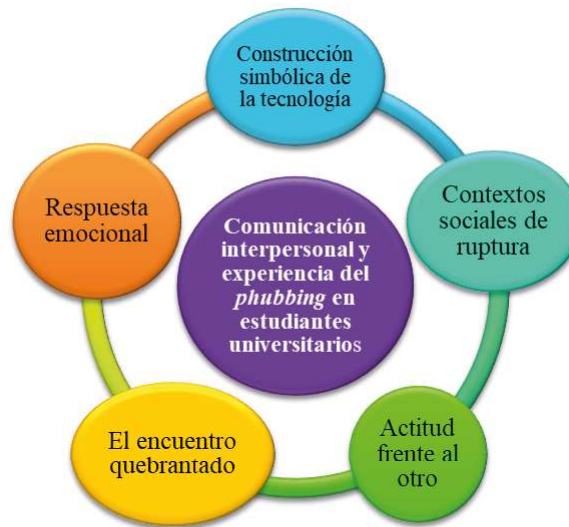 Construcción
simbólica de
la tecnología
Contextos
sociales de
ruptura
Actitud
frente al
otro
El encuentro
quebrantado
Respuesta
emocional
Comunicación
interpersonal y
experiencia del
phubbing en
estudiantes
universitarios